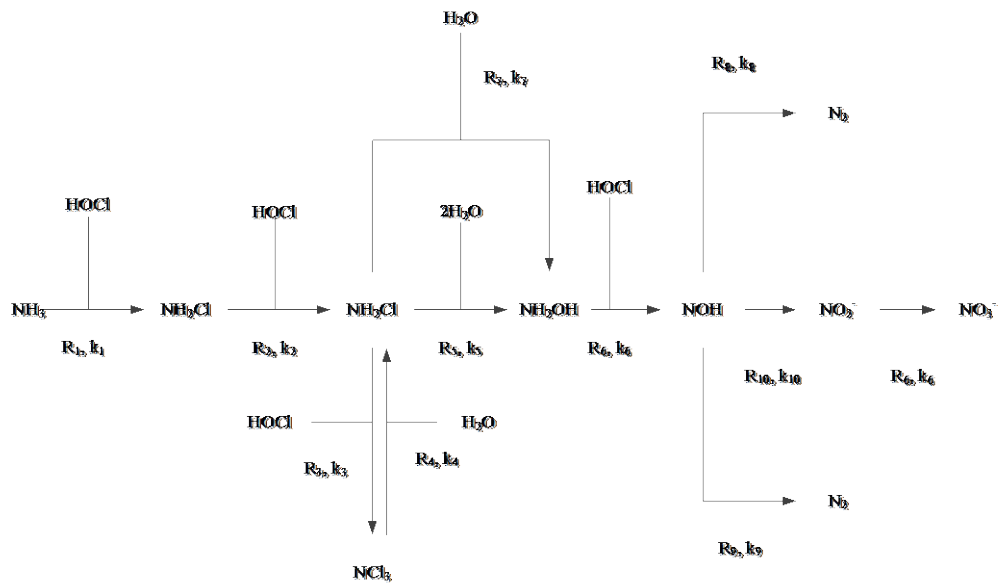 H₂O
R₇, k₇
R₈, k₈
N₂
HOCl
HOCl
HOCl
2H₂O
NH₃
NH₂Cl
NH₂Cl
NH₂OH
NOH
NO₂⁻
NO₃⁻
R₁, k₁
R₂, k₂
R₅, k₅
R₆, k₆
R₁₀, k₁₀
R₆, k₆
HOCl
H₂O
R₃, k₃
R₄, k₄
N₂
R₉, k₉
NCl₃